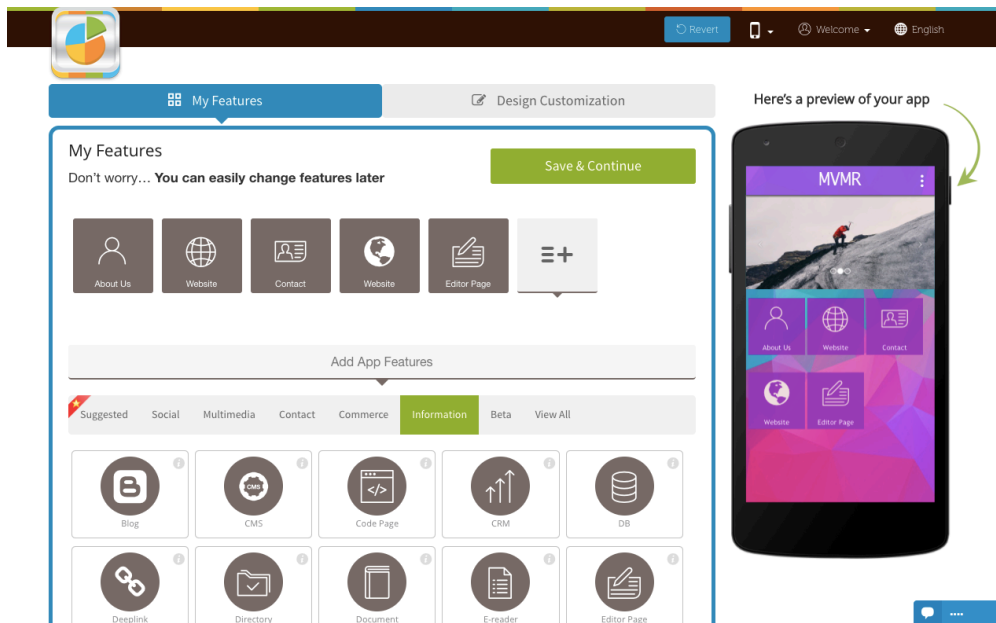 Revert
Welcome
English
My Features
Design Customization
Here's a preview of your app
My Features
Don't worry... You can easily change features later
Save & Continue
About Us
Website
Contact
Website
Editor Page
MVMR
About Us
Website
Contact
Website
Editor Page
Add App Features
Suggested
Social
Multimedia
Contact
Commerce
Information
Beta
View All
Blog
CMS
CMS
Code Page
CRM
DB
Deeplink
Directory
Document
E-reader
Editor Page